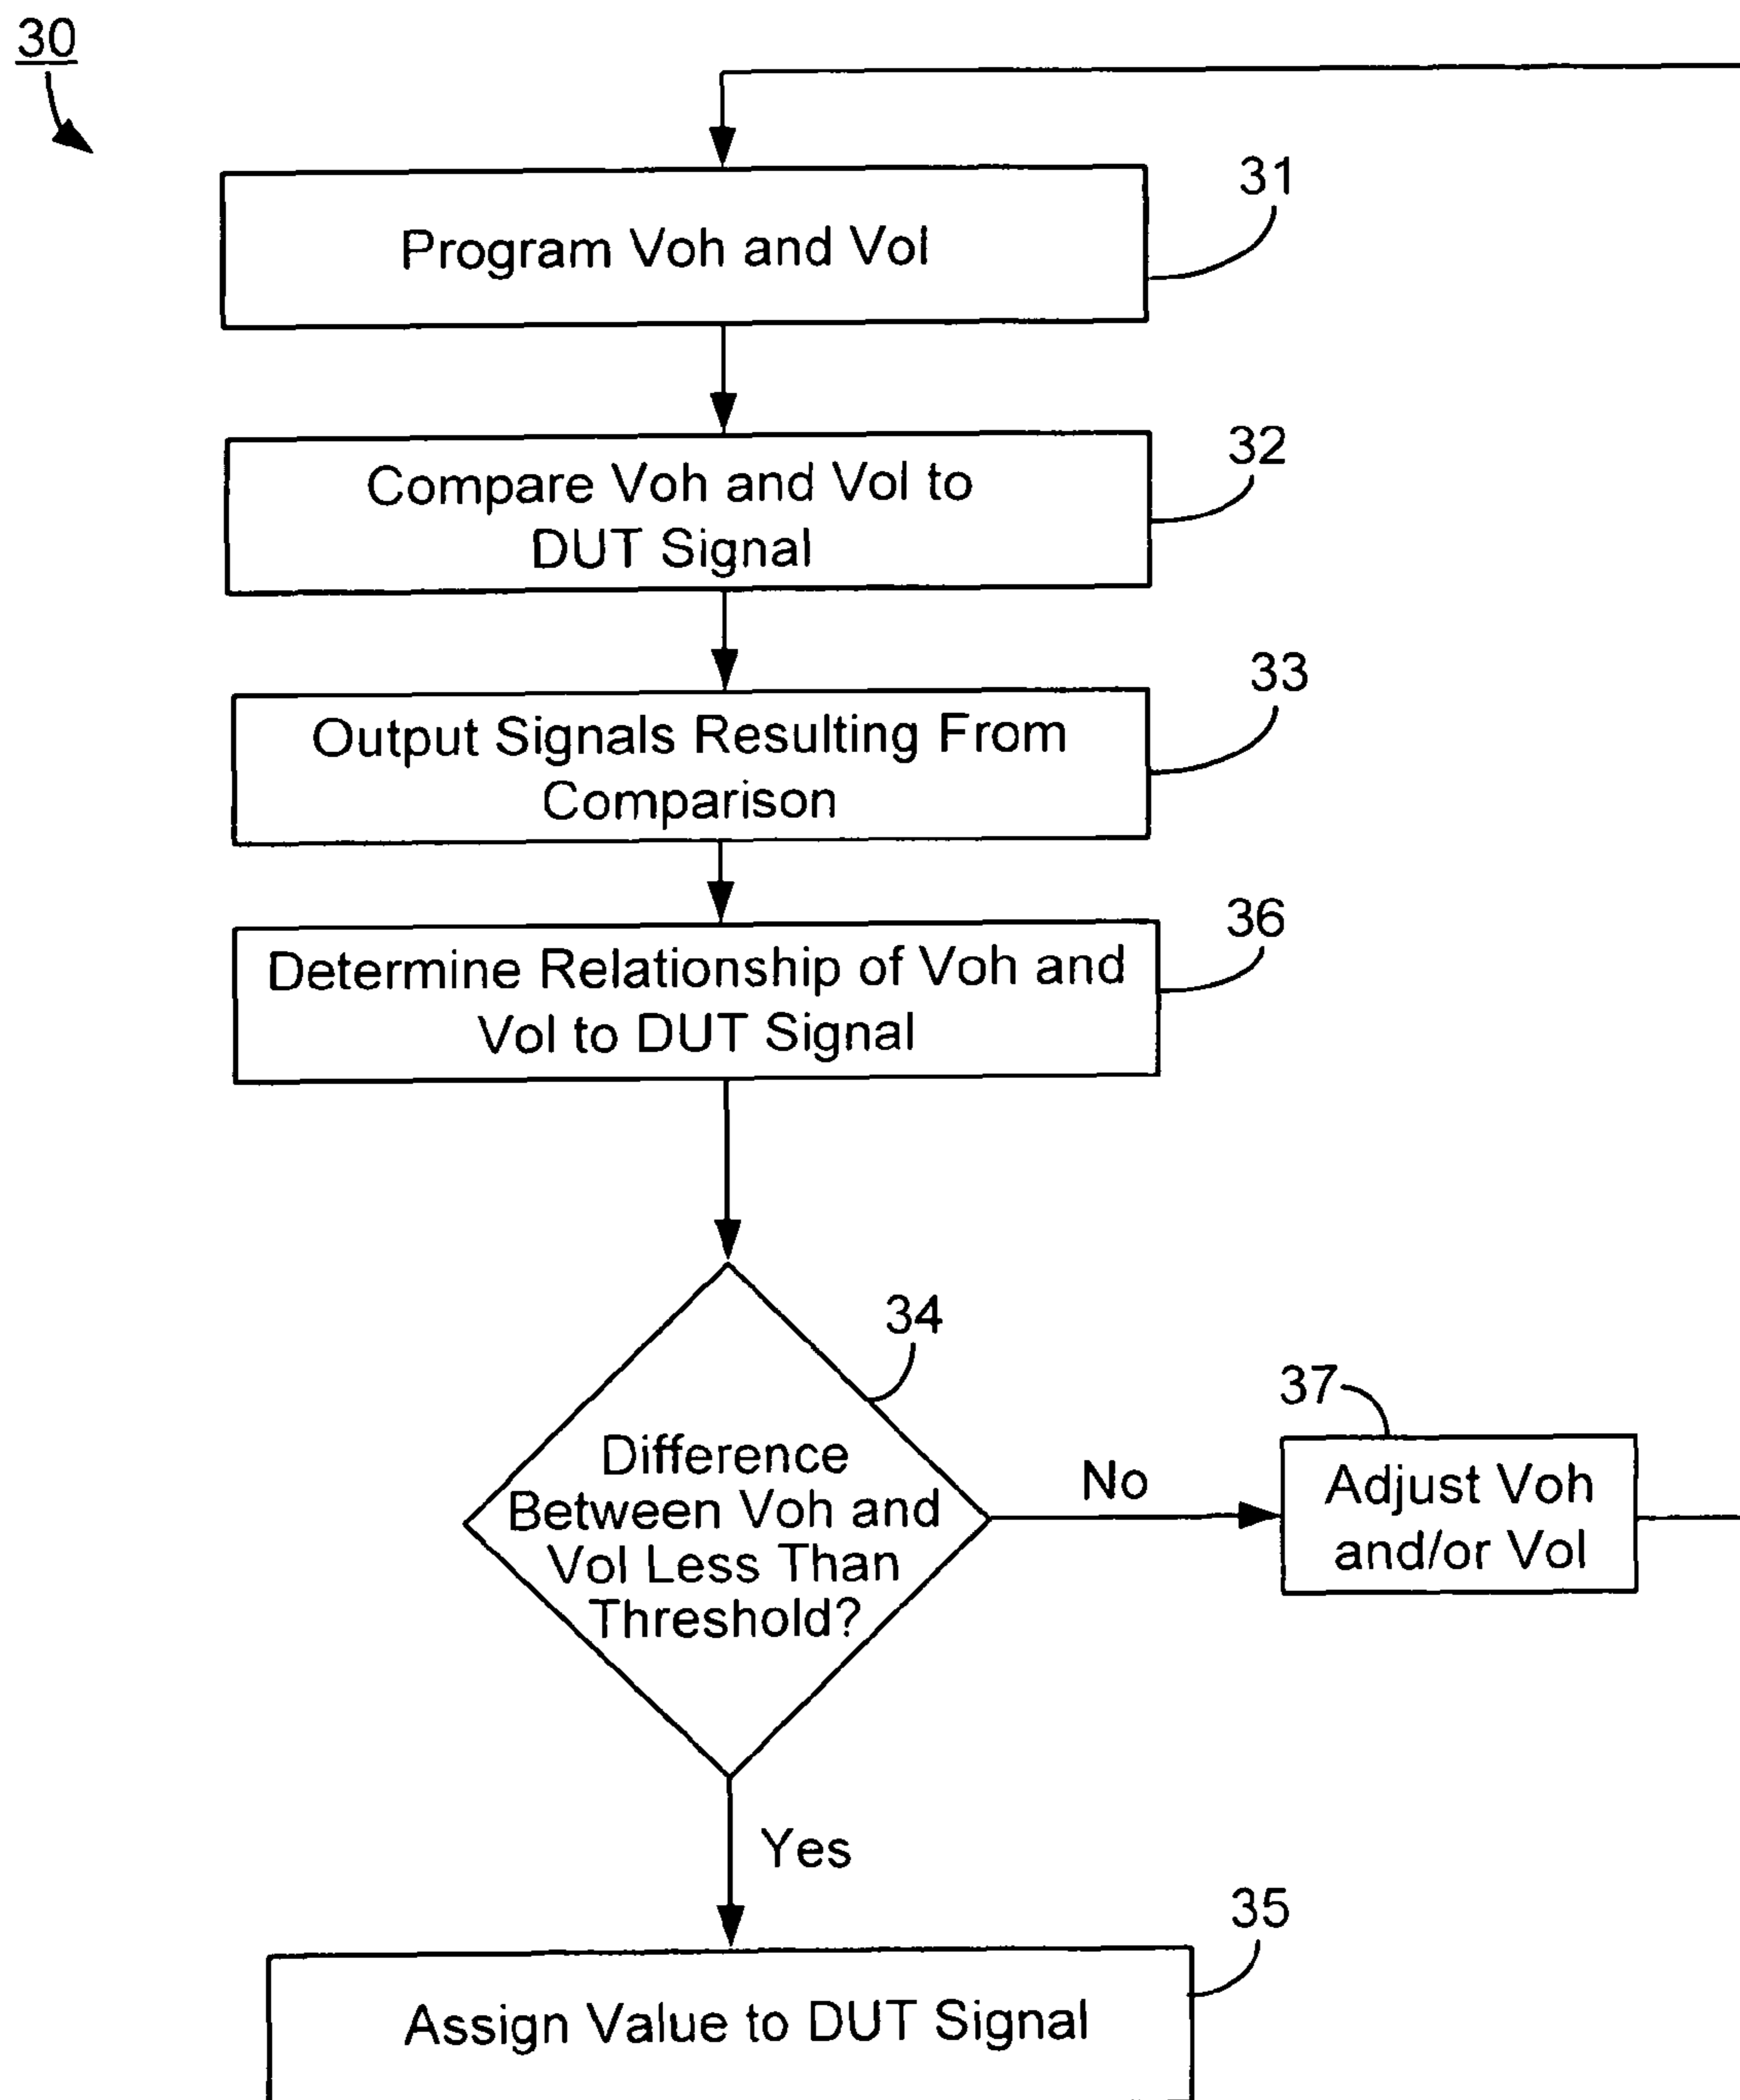 30
31
Program Voh and Vol
32
Compare Voh and Vol to
DUT Signal
33
Output Signals Resulting From
Comparison
36
Determine Relationship of Voh and
Vol to DUT Signal
34
Difference
Between Voh and
Vol Less Than
Threshold?
No
37
Adjust Voh
and/or Vol
Yes
35
Assign Value to DUT Signal